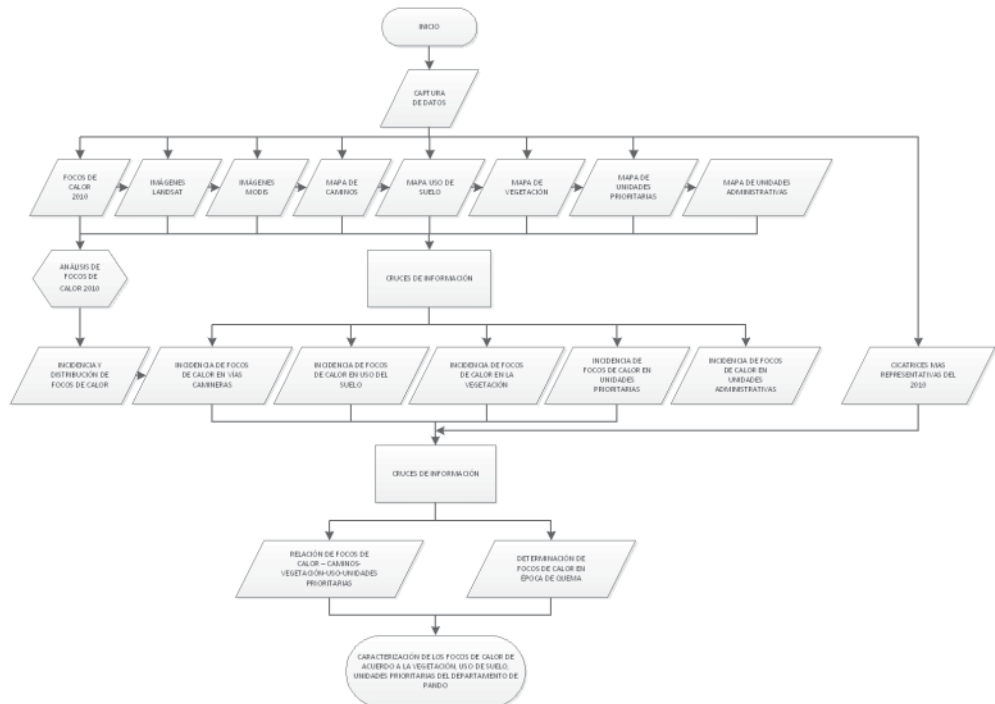 INICIO
CAPTURA
DE DATOS
FOCOS DE
CALOR
2010
IMÁGENES
LANDSAT
IMÁGENES
MODIS
MAPA DE
CAMINOS
MAPA USO DE
SUELO
MAPA DE
VEGETACIÓN
MAPA DE
UNIDADES
PRIORITARIAS
MAPA DE UNIDADES
ADMINISTRATIVAS
ANÁLISIS DE
FOCOS DE
CALOR 2010
CRUCES DE INFORMACIÓN
INCIDENCIA Y
DISTRIBUCIÓN DE
FOCOS DE CALOR
INCIDENCIA DE FOCOS
DE CALOR EN VÍAS
CAMINERAS
INCIDENCIA DE FOCOS
DE CALOR EN USO DEL
SUELO
INCIDENCIA DE FOCOS
DE CALOR EN LA
VEGETACIÓN
INCIDENCIA DE
FOCOS DE CALOR EN
UNIDADES
PRIORITARIAS
INCIDENCIA DE FOCOS
DE CALOR EN
UNIDADES
ADMINISTRATIVAS
CICATRICES MAS
REPRESENTATIVAS DEL
2010
CRUCES DE INFORMACIÓN
RELACIÓN DE FOCOS DE
CALOR – CAMINOS-
VEGETACIÓN-USO-UNIDADES
PRIORITARIAS
DETERMINACIÓN DE
FOCOS DE CALOR EN
ÉPOCA DE QUEMA
CARACTERIZACIÓN DE LOS FOCOS DE CALOR DE
ACUERDO A LA VEGETACIÓN, USO DE SUELO,
UNIDADES PRIORITARIAS DEL DEPARTAMENTO DE
PANDO